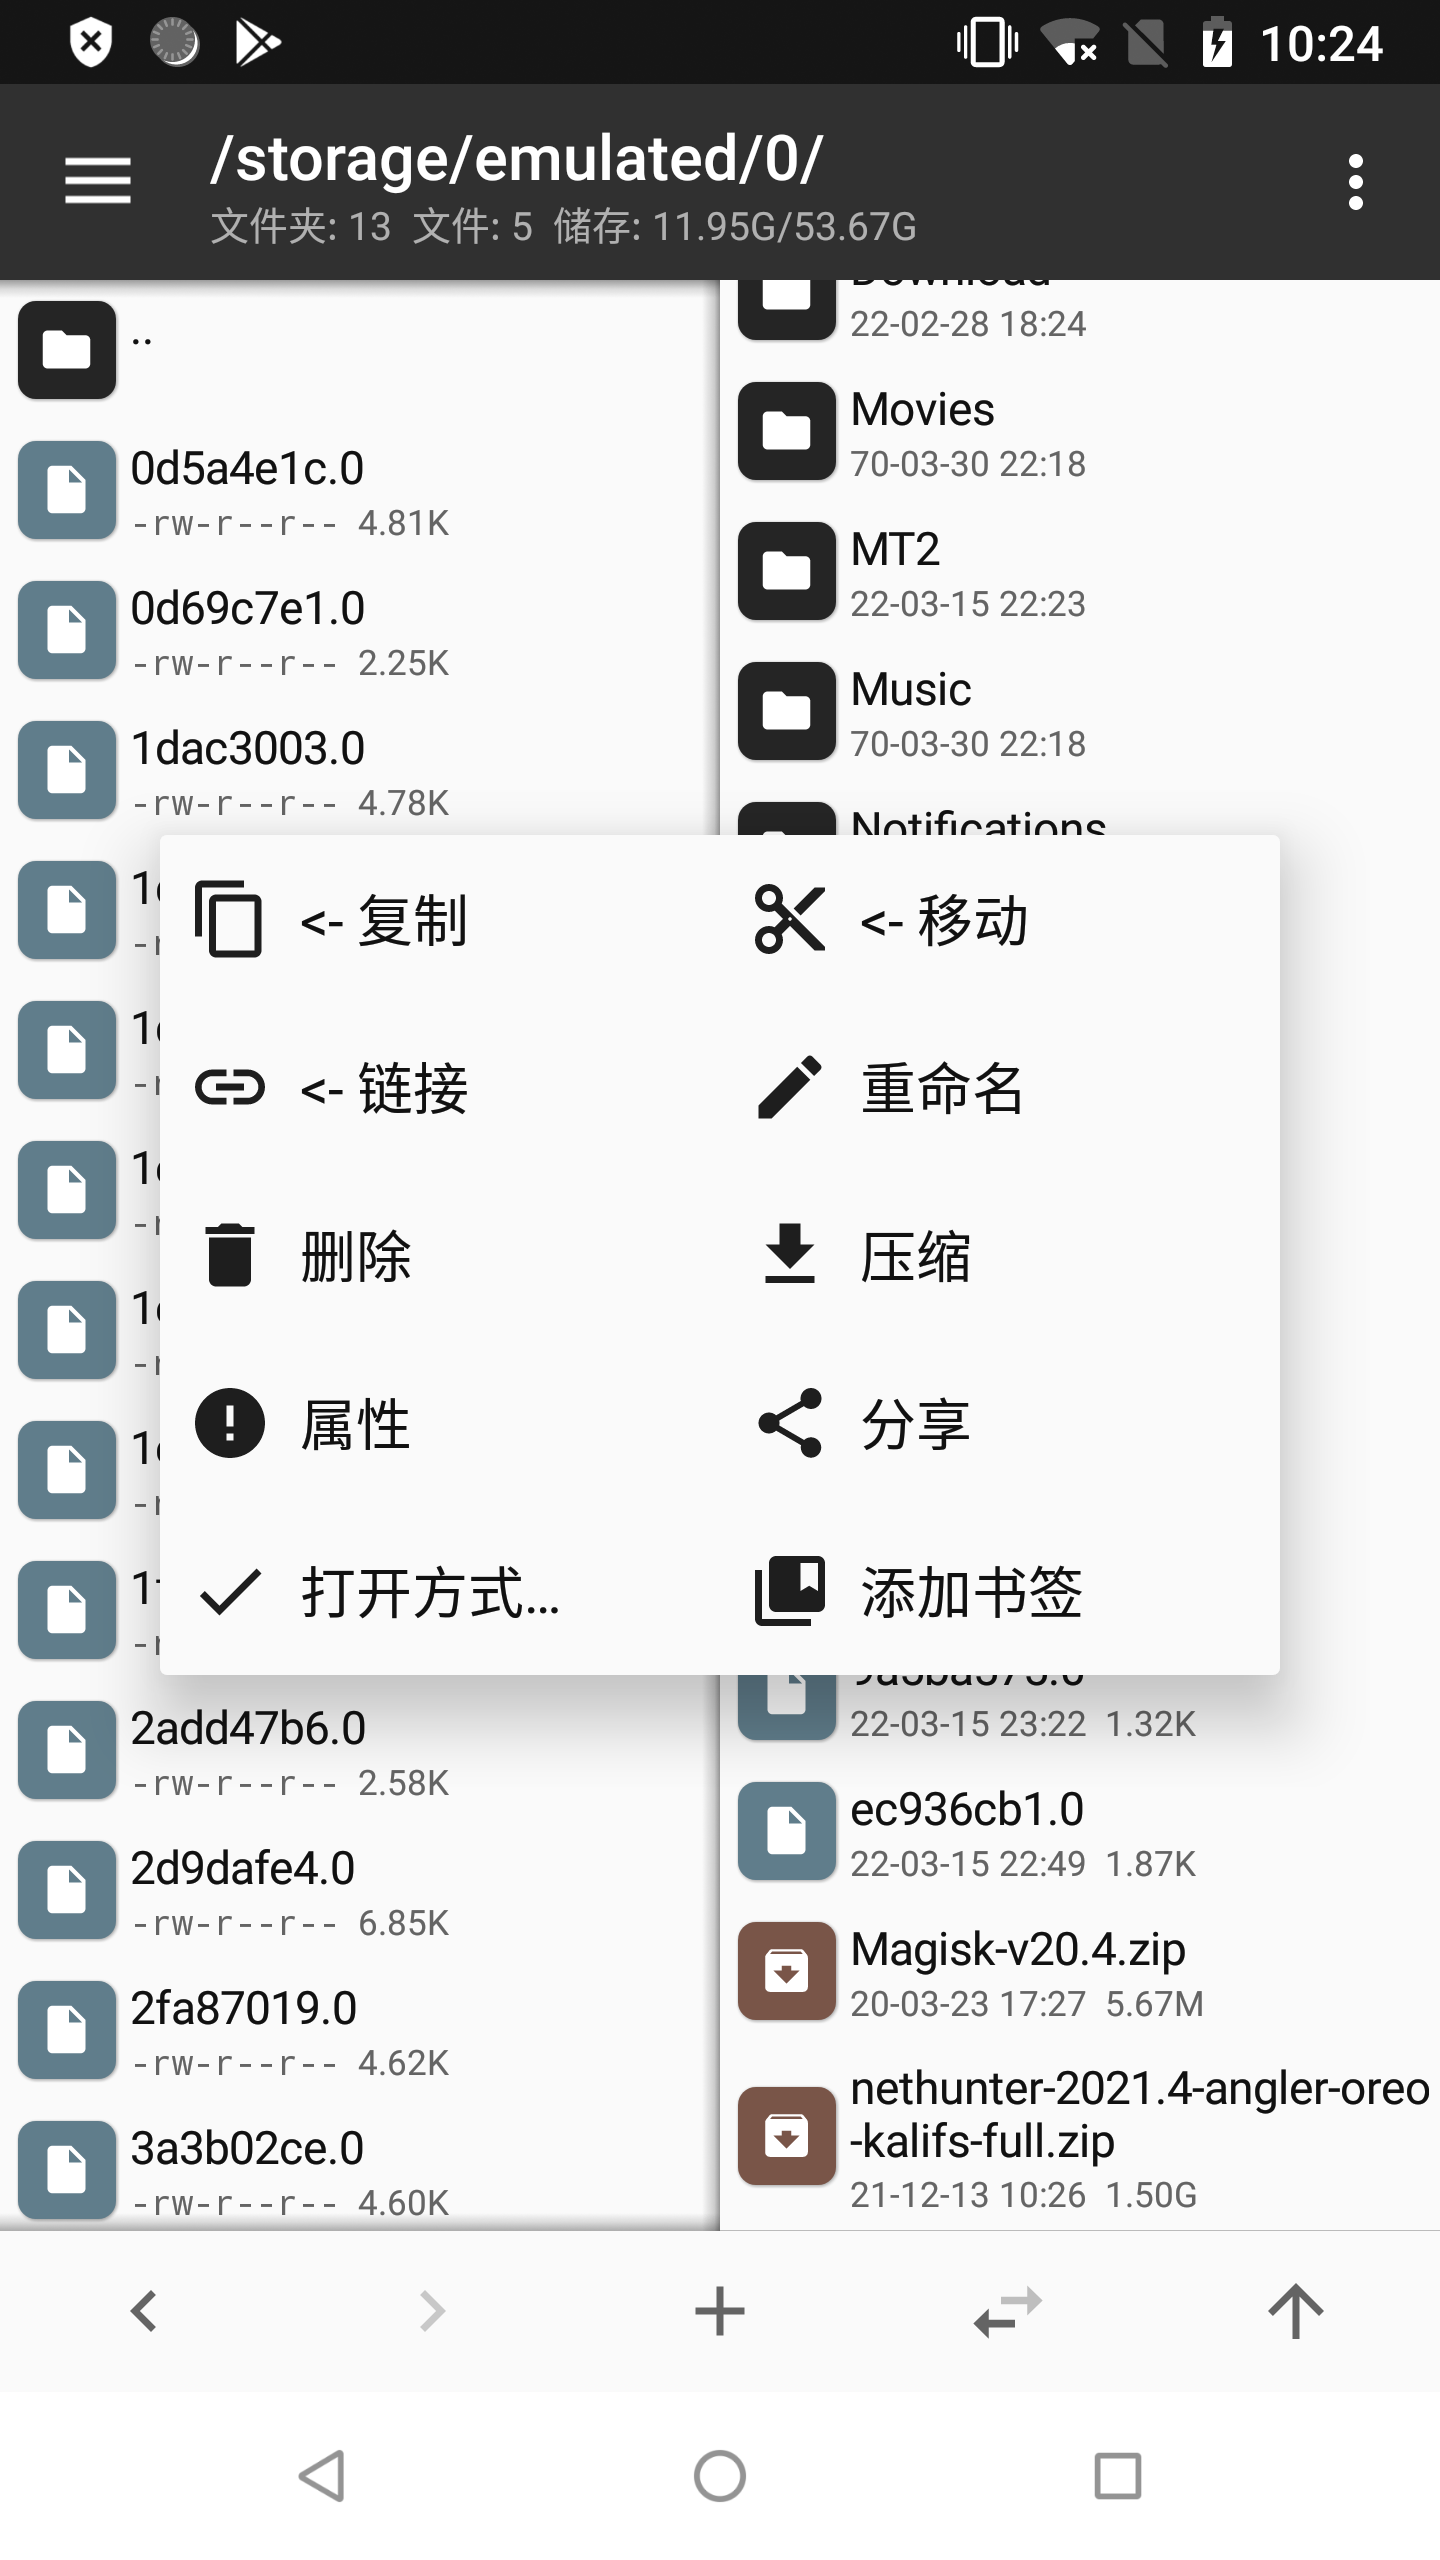 10:24
/storage/emulated/0/
文件夹: 13 文件: 5 储存: 11.95G/53.67G
..
0d5a4e1c.0
-rw-r--r-- 4.81K
0d69c7e1.0
-rw-r--r-- 2.25K
1dac3003.0
-rw-r--r-- 4.78K
2add47b6.0
-rw-r--r-- 2.58K
2d9dafe4.0
-rw-r--r-- 6.85K
2fa87019.0
-rw-r--r-- 4.62K
3a3b02ce.0
-rw-r--r-- 4.60K
Download
22-02-28 18:24
Movies
70-03-30 22:18
MT2
22-03-15 22:23
Music
70-03-30 22:18
Notifications
<- 复制
<- 移动
<- 链接
重命名
删除
压缩
属性
分享
打开方式...
添加书签
22-03-15 23:22 1.32K
ec936cb1.0
22-03-15 22:49 1.87K
Magisk-v20.4.zip
20-03-23 17:27 5.67M
nethunter-2021.4-angler-oreo
-kalifs-full.zip
21-12-13 10:26 1.50G